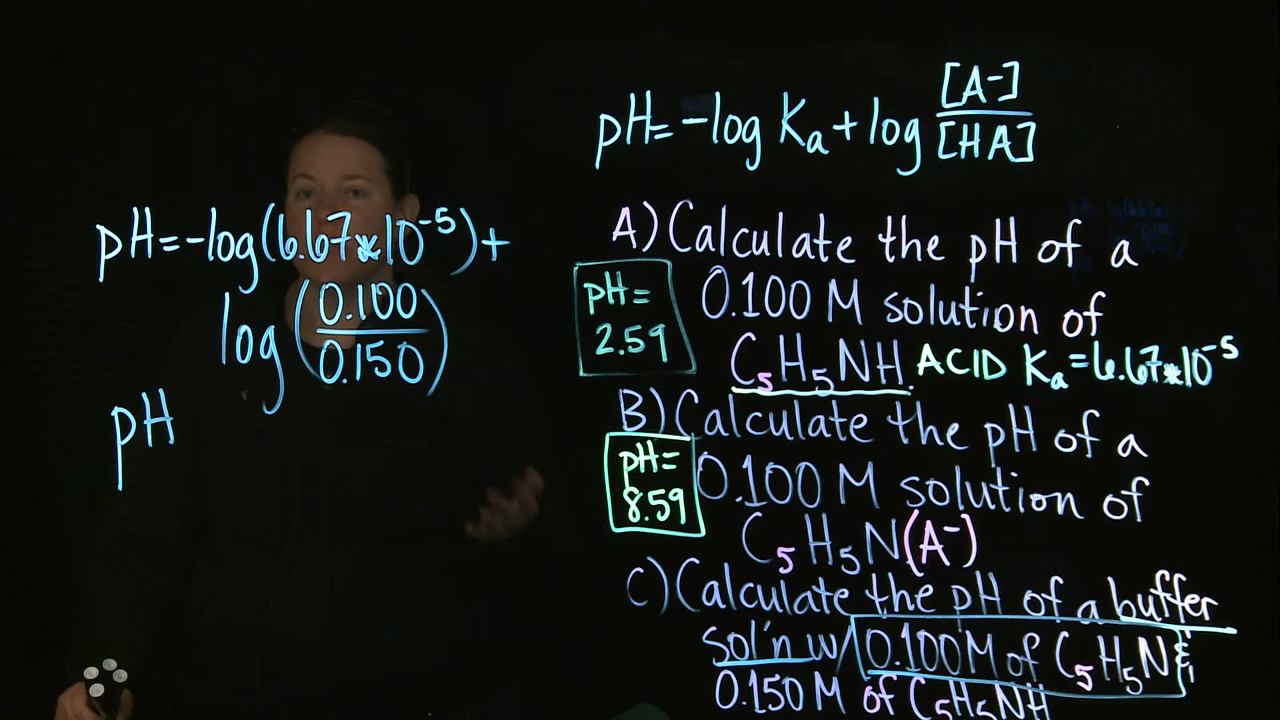 pH=-log Ka+log [A-]/[HA]
pH=-log(6.67*10^-5)+
log(0.100/0.150)
pH
A) Calculate the pH of a
0.100 M solution of
C5H5NH. ACID Ka=6.67*10^-5
pH=
2.59
B) Calculate the pH of a
0.100 M solution of
C5H5N(A-)
pH=
8.59
C) Calculate the pH of a buffer
sol'n w/ 0.100M of C5H5N &
0.150 M of C5H5NH